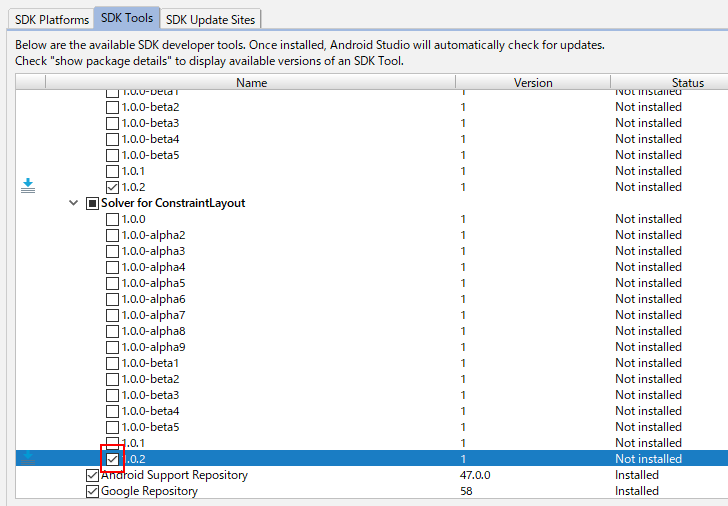 SDK Platforms SDK Tools SDK Update Sites
Below are the available SDK developer tools. Once installed, Android Studio will automatically check for updates.
Check "show package details" to display available versions of an SDK Tool.
Name Version Status
1.0.0-beta1 1 Not installed
1.0.0-beta2 1 Not installed
1.0.0-beta3 1 Not installed
1.0.0-beta4 1 Not installed
1.0.0-beta5 1 Not installed
1.0.1 1 Not installed
1.0.2 1 Not installed
Solver for ConstraintLayout
1.0.0 1 Not installed
1.0.0-alpha2 1 Not installed
1.0.0-alpha3 1 Not installed
1.0.0-alpha4 1 Not installed
1.0.0-alpha5 1 Not installed
1.0.0-alpha6 1 Not installed
1.0.0-alpha7 1 Not installed
1.0.0-alpha8 1 Not installed
1.0.0-alpha9 1 Not installed
1.0.0-beta1 1 Not installed
1.0.0-beta2 1 Not installed
1.0.0-beta3 1 Not installed
1.0.0-beta4 1 Not installed
1.0.0-beta5 1 Not installed
1.0.1 1 Not installed
1.0.2 1 Not installed
Android Support Repository 47.0.0 Installed
Google Repository 58 Installed